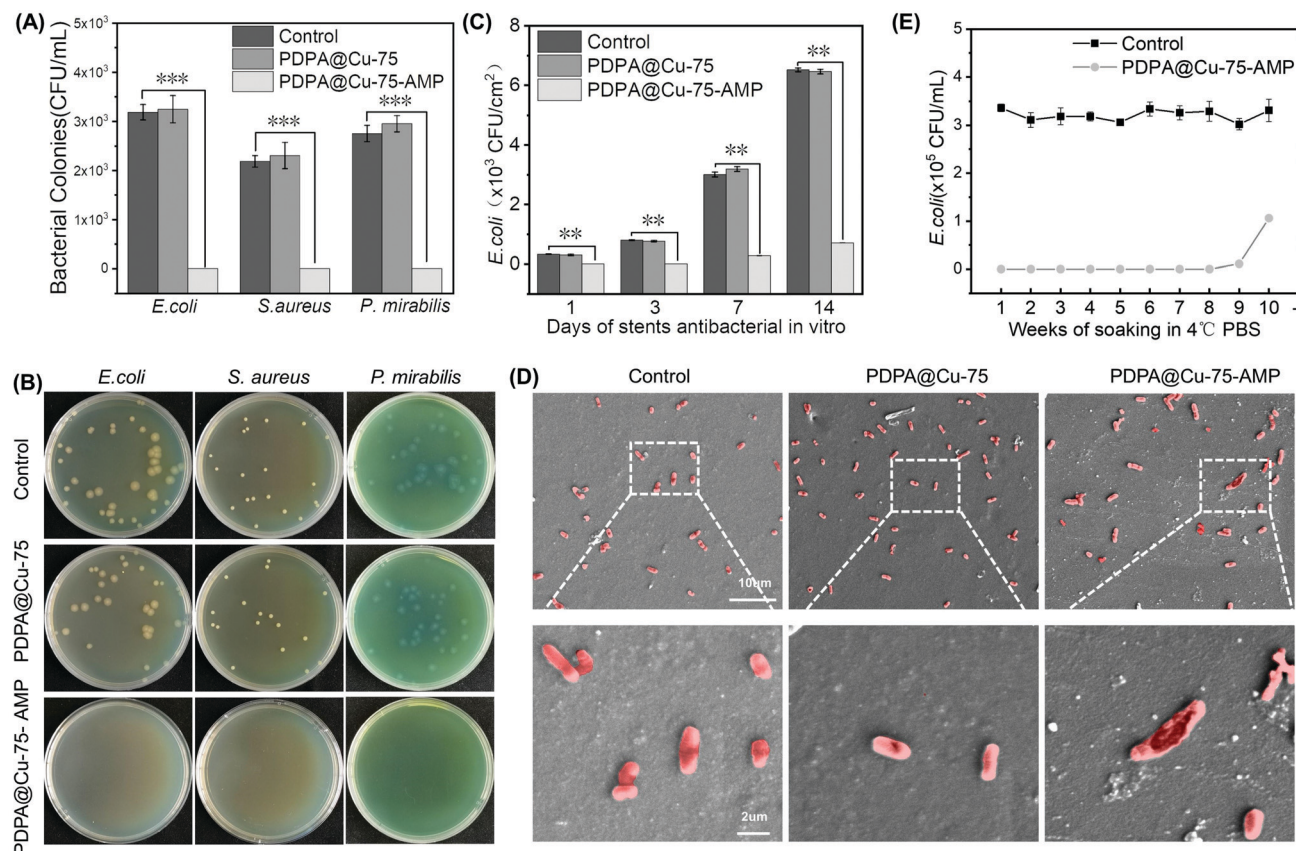 (A)
Bacterial Colonies(CFU/mL)
5x10³
4x10³
3x10³
2x10³
1x10³
0
Control
PDPA@Cu-75
PDPA@Cu-75-AMP
***
***
***
E.coli S.aureus P. mirabilis
(C)
E.coli (x10³ CFU/cm²)
8
6
4
2
0
Control
PDPA@Cu-75
PDPA@Cu-75-AMP
**
**
**
**
1 3 7 14
Days of stents antibacterial in vitro
(E)
E.coli(x10⁵ CFU/mL)
5
4
3
2
1
0
Control
PDPA@Cu-75-AMP
1 2 3 4 5 6 7 8 9 10 -
Weeks of soaking in 4℃ PBS
(B)
E.coli S. aureus P. mirabilis
Control
PDPA@Cu-75
PDPA@Cu-75- AMP
(D)
Control PDPA@Cu-75 PDPA@Cu-75-AMP
10um
2um